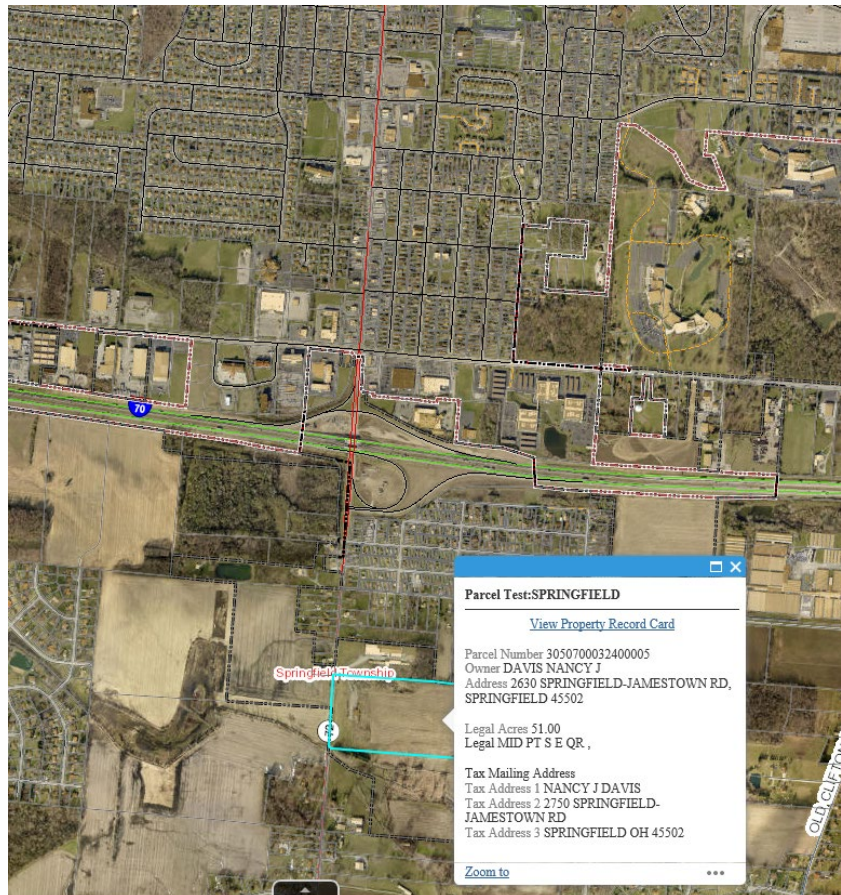 70
Parcel Test:SPRINGFIELD
View Property Record Card
Parcel Number 3050700032400005
Owner DAVIS NANCY J
Address 2630 SPRINGFIELD-JAMESTOWN RD,
SPRINGFIELD 45502
Legal Acres 51.00
Legal MID PT S E QR ,
Tax Mailing Address
Tax Address 1 NANCY J DAVIS
Tax Address 2 2750 SPRINGFIELD-
JAMESTOWN RD
Tax Address 3 SPRINGFIELD OH 45502
Zoom to
Springfield Township
72
OLD CLIFTON